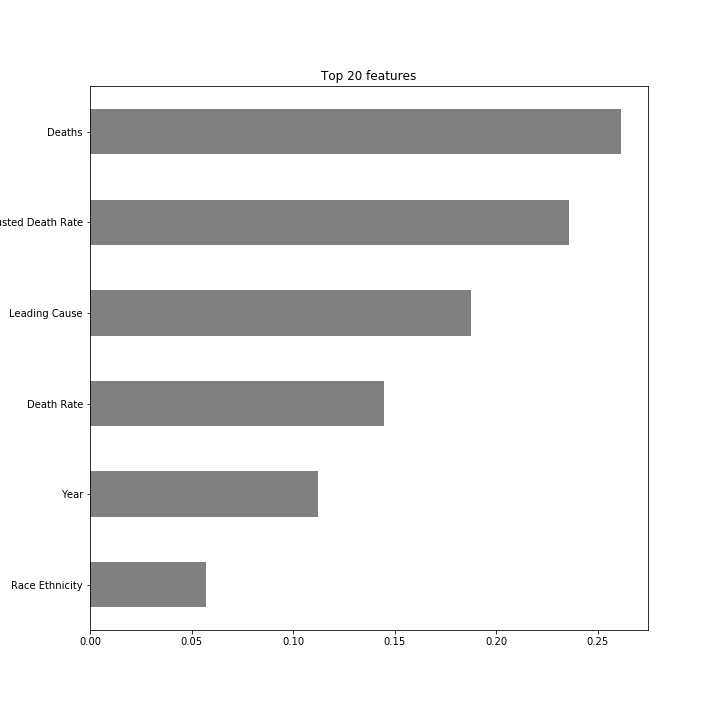 Top 20 features
Deaths
usted Death Rate
Leading Cause
Death Rate
Year
Race Ethnicity
0.00 0.05 0.10 0.15 0.20 0.25